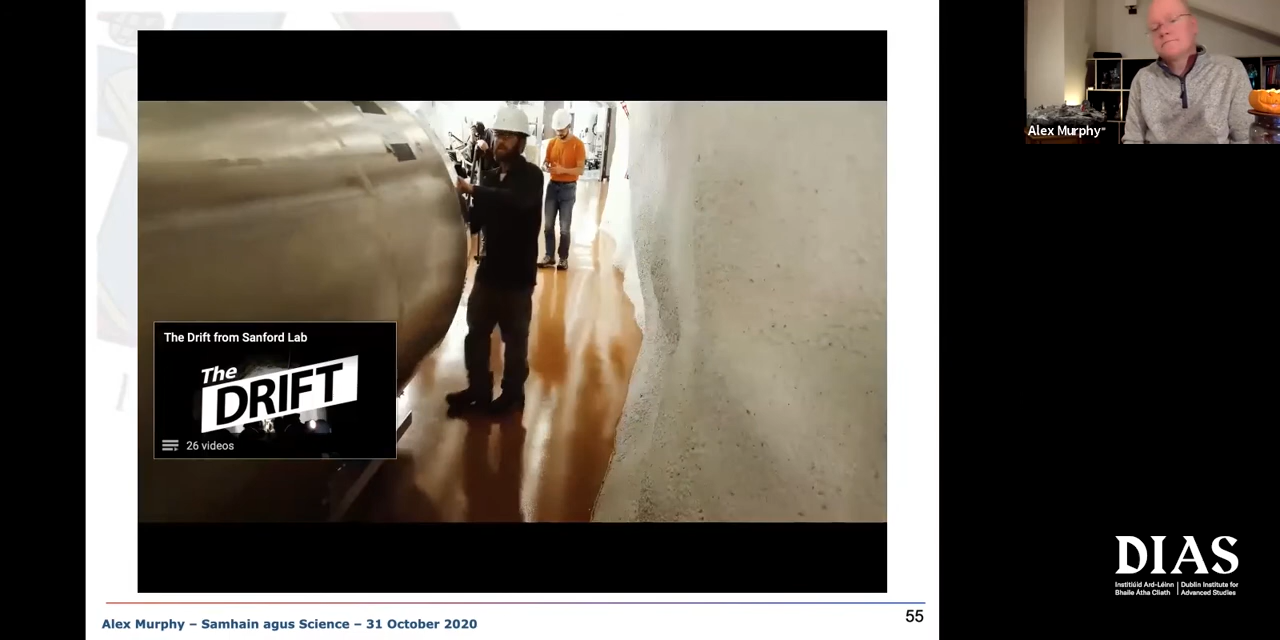 Alex Murphy
The Drift from Sanford Lab
The
DRIFT
26 videos
DIAS
Institiúid Ard-Léinn | Dublin Institute for
Bhaile Átha Cliath | Advanced Studies
Alex Murphy – Samhain agus Science – 31 October 2020
55